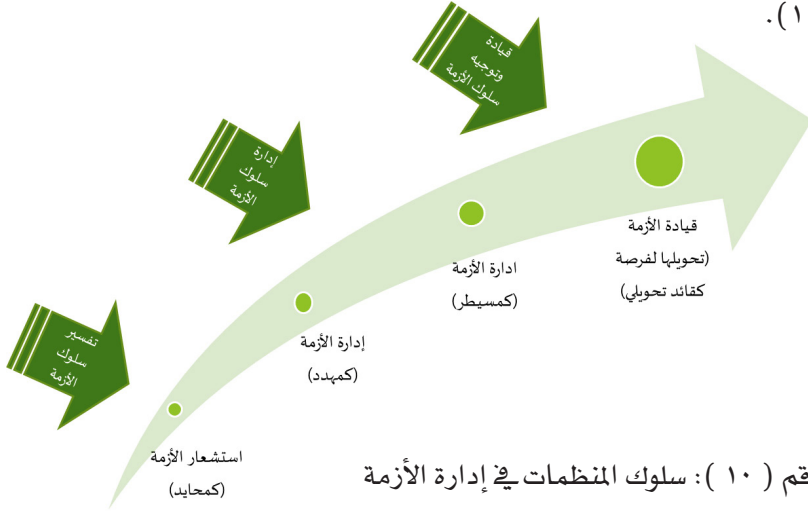 ١).
قيادة
وتوجيه
سلوك الأزمة
إدارة
سلوك
الأزمة
تفسير
سلوك
الأزمة
قيادة الأزمة
(تحويلها لفرصة
كقائد تحويلي)
ادارة الأزمة
(كمسيطر)
إدارة الأزمة
(كمهدد)
استشعار الأزمة
(كمحايد)
قم ( ١٠ ): سلوك المنظمات في إدارة الأزمة